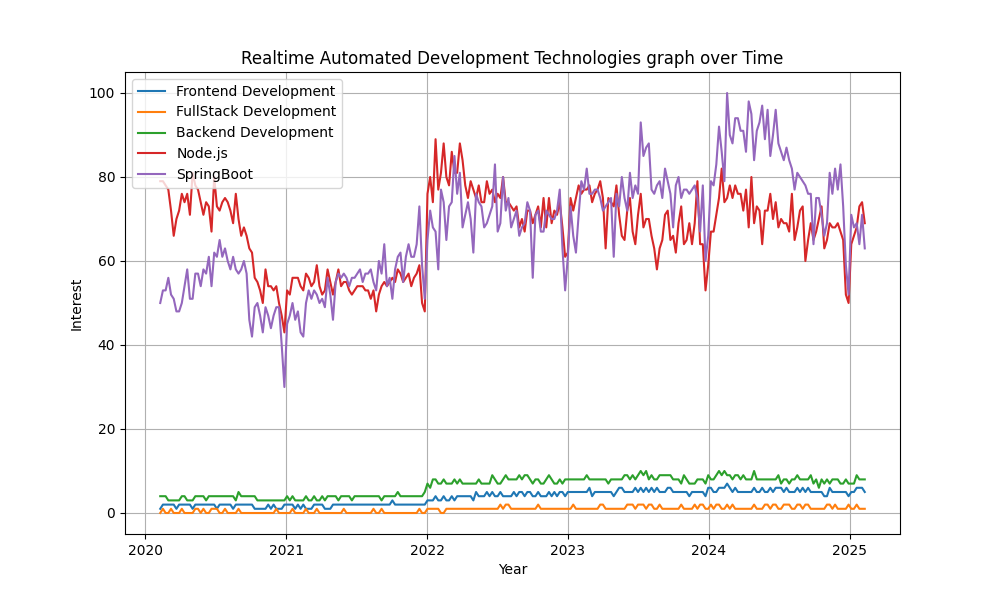 Realtime Automated Development Technologies graph over Time
Frontend Development
FullStack Development
Backend Development
Node.js
SpringBoot
100
80
60
40
20
0
Interest
2020 2021 2022 2023 2024 2025
Year